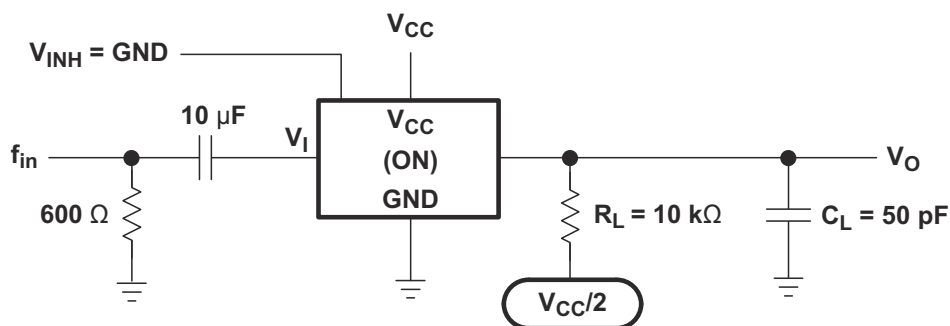 V_CC
V_INH = GND
10 µF
V_I
V_CC
(ON)
GND
f_in
V_O
600 Ω
R_L = 10 kΩ
C_L = 50 pF
V_CC/2